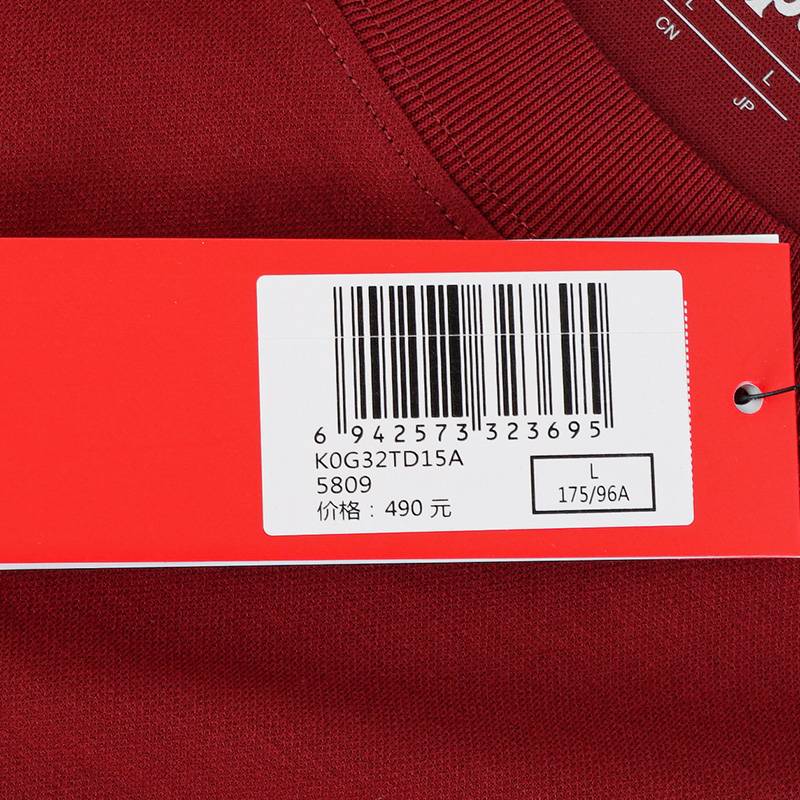 L
CN
L
JP
6 942573 323695
K0G32TD15A
5809
价格：490 元
L
175/96A